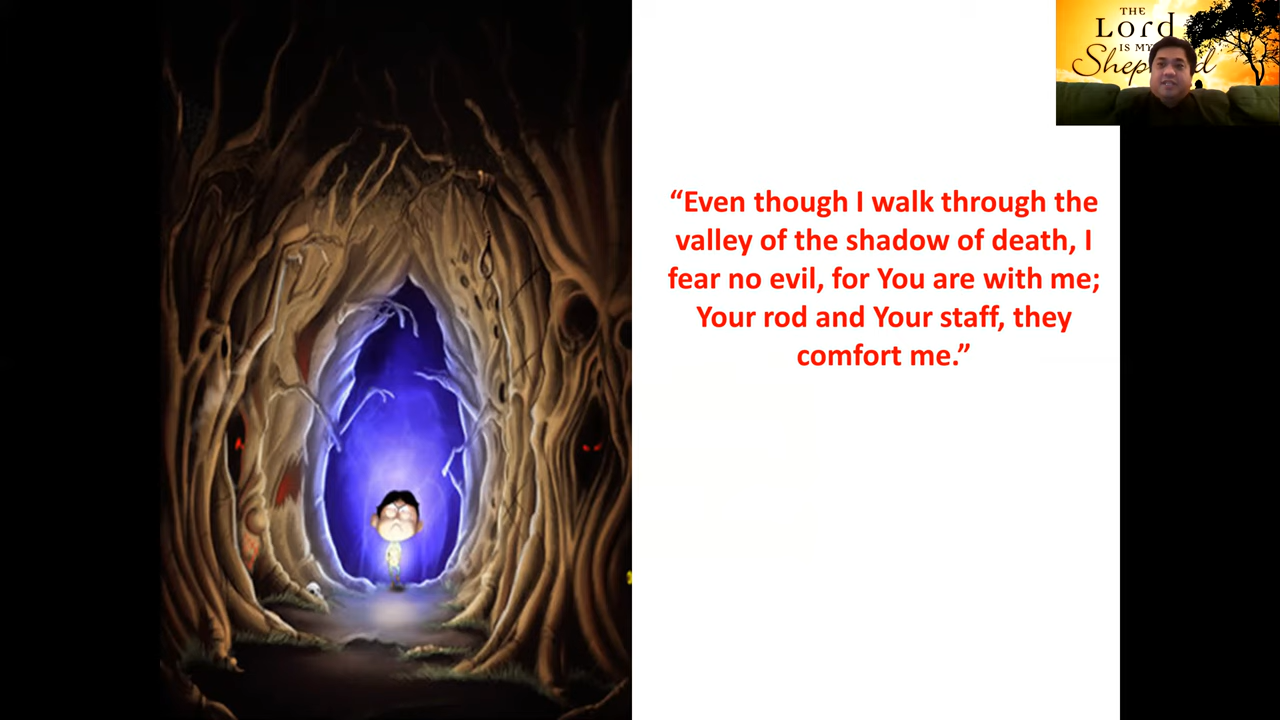 THE
Lord
IS MY
Shepherd
“Even though I walk through the
valley of the shadow of death, I
fear no evil, for You are with me;
Your rod and Your staff, they
comfort me.”